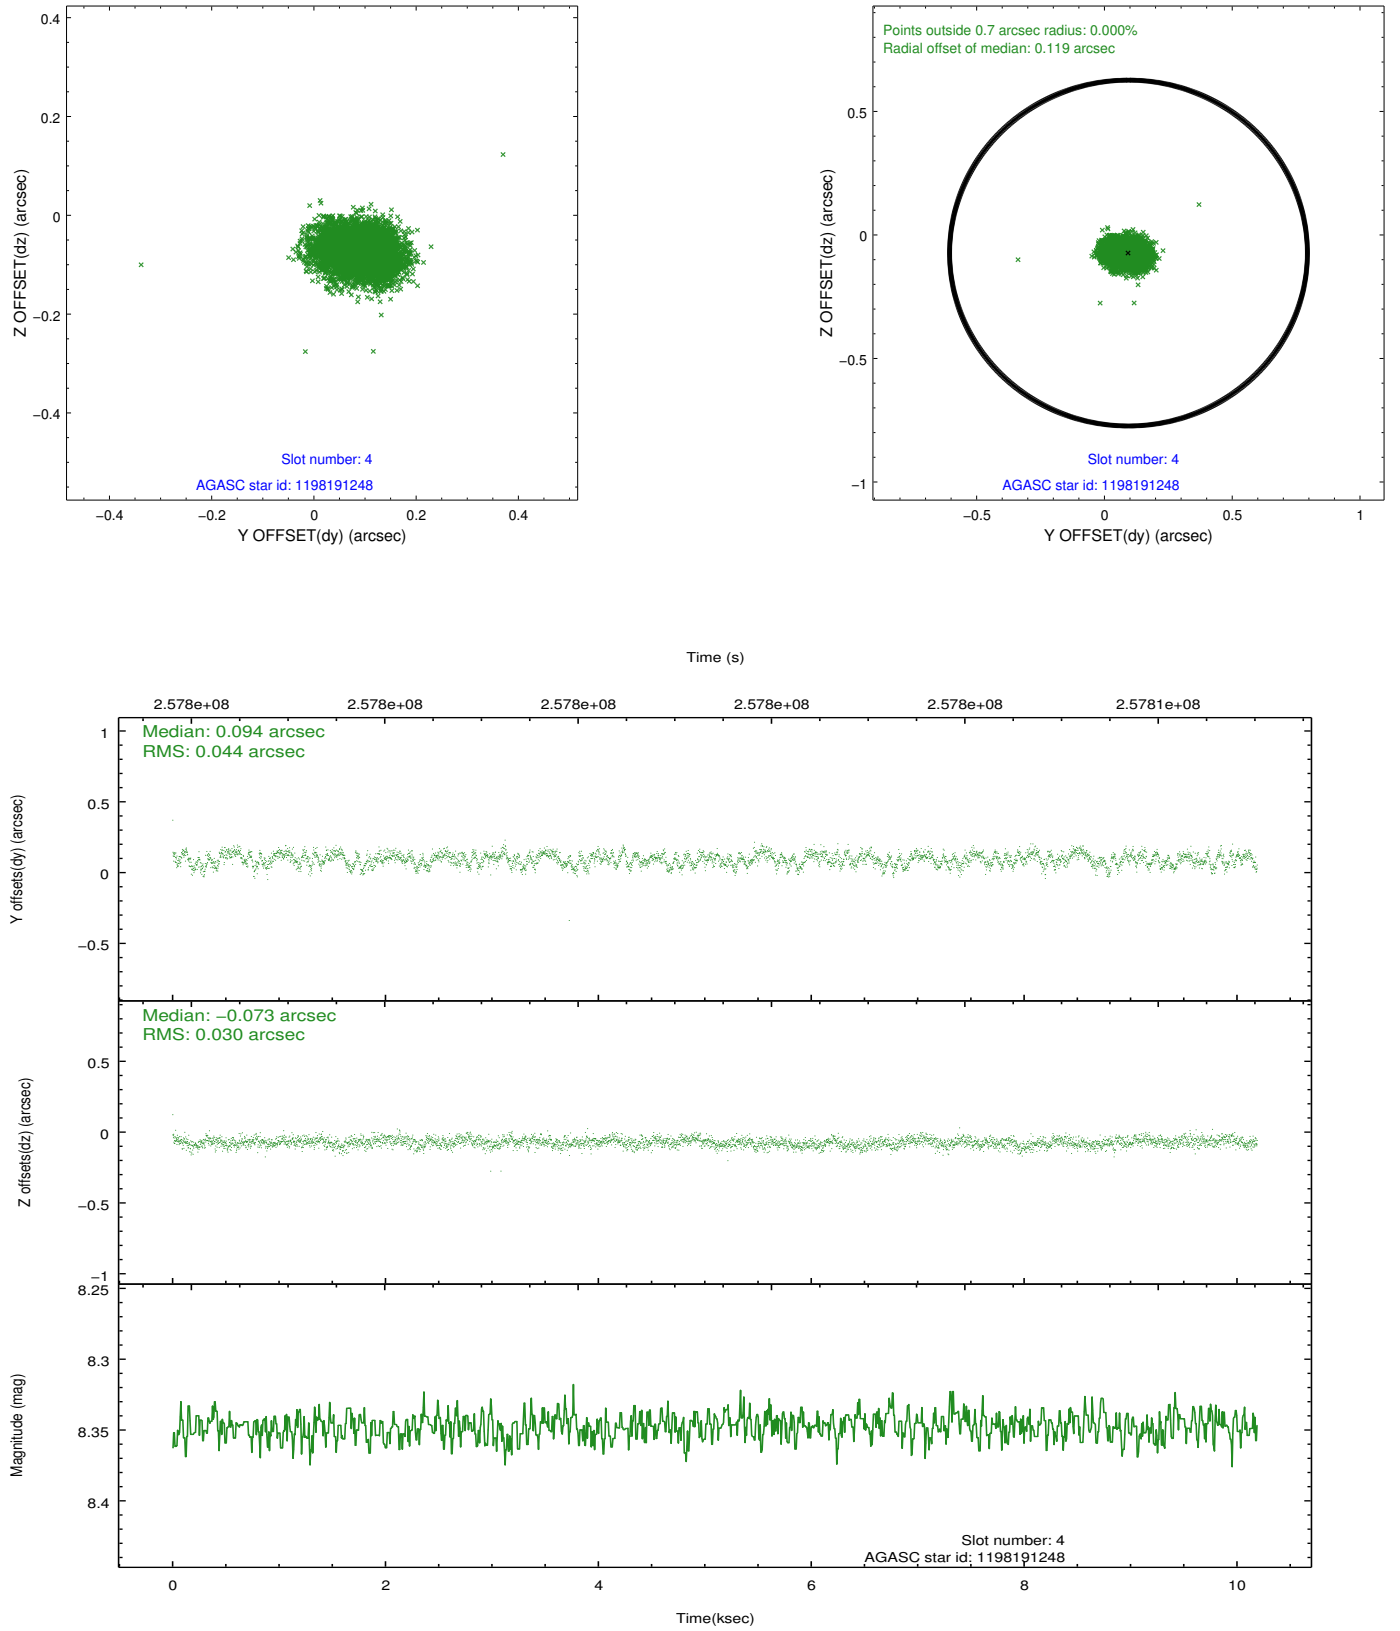 0.4
0.2
0
−0.2
−0.4
Z OFFSET(dz) (arcsec)
Slot number: 4
AGASC star id: 1198191248
−0.4
−0.2
0
0.2
0.4
Y OFFSET(dy) (arcsec)
Points outside 0.7 arcsec radius: 0.000%
Radial offset of median: 0.119 arcsec
0.5
0
−0.5
−1
Z OFFSET(dz) (arcsec)
Slot number: 4
AGASC star id: 1198191248
−0.5
0
0.5
1
Y OFFSET(dy) (arcsec)
Time (s)
2.578e+08
2.578e+08
2.578e+08
2.578e+08
2.578e+08
2.5781e+08
Median: 0.094 arcsec
RMS: 0.044 arcsec
1
0.5
0
−0.5
Y offsets(dy) (arcsec)
Median: −0.073 arcsec
RMS: 0.030 arcsec
0.5
0
−0.5
−1
Z offsets(dz) (arcsec)
8.25
8.3
8.35
8.4
Magnitude (mag)
Slot number: 4
AGASC star id: 1198191248
0
2
4
6
8
10
Time(ksec)